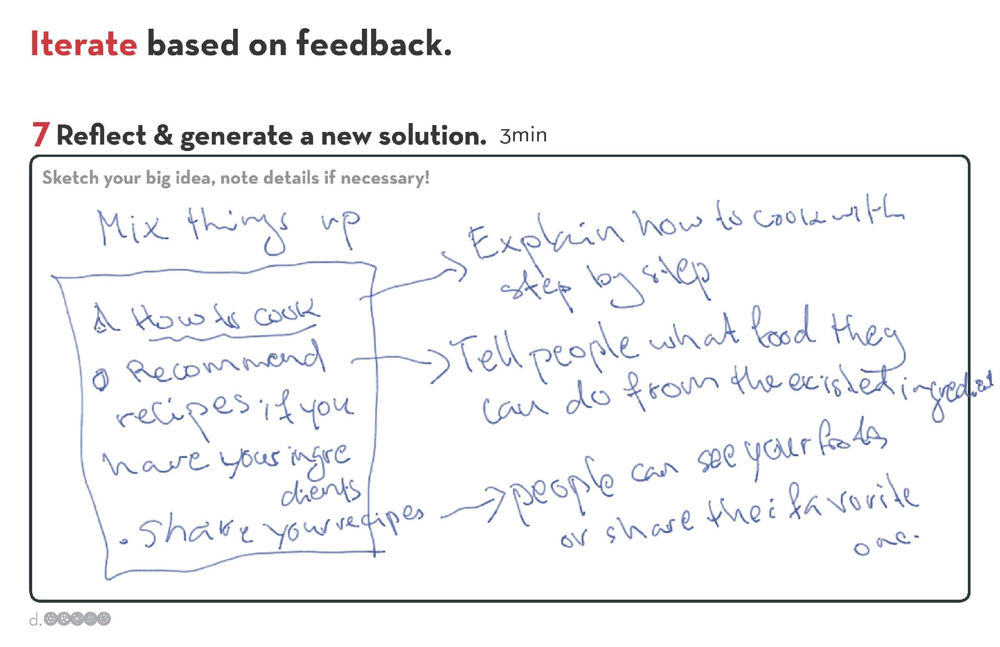 Iterate based on feedback.
7 Reflect & generate a new solution. 3min
Sketch your big idea, note details if necessary!
Mix things up
How to cook
Recommend
recipes if you
have your ingre
dients
• Share your recipes
Explain how to cook with
step by step
Tell people what food they
can do from the existed ingredient
people can see your foods
or share thei favorite
one.
d.